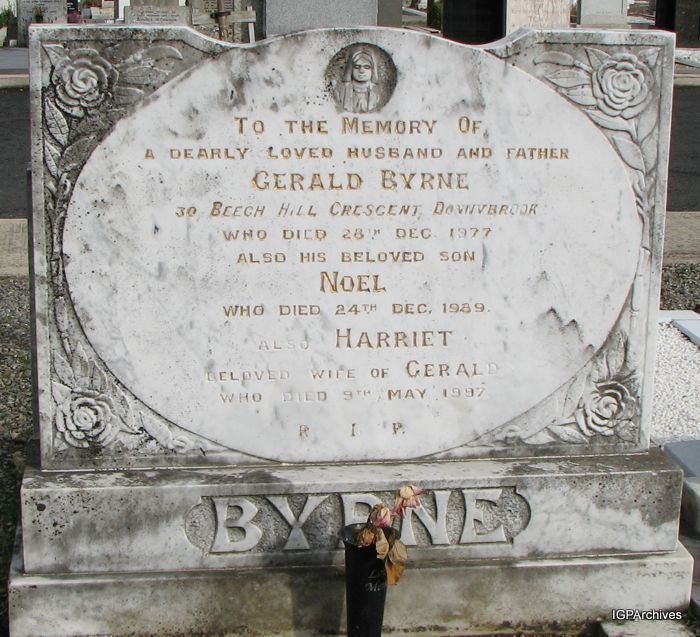 To the Memory Of
a dearly loved husband and father
Gerald Byrne
30 Beech Hill Crescent, Donnybrook
who died 28th Dec. 1977
also his beloved son
Noel
who died 24th Dec. 1989.
also Harriet
beloved wife of Gerald
who died 9th May 1997
R I P.
BYRNE
IGPArchives